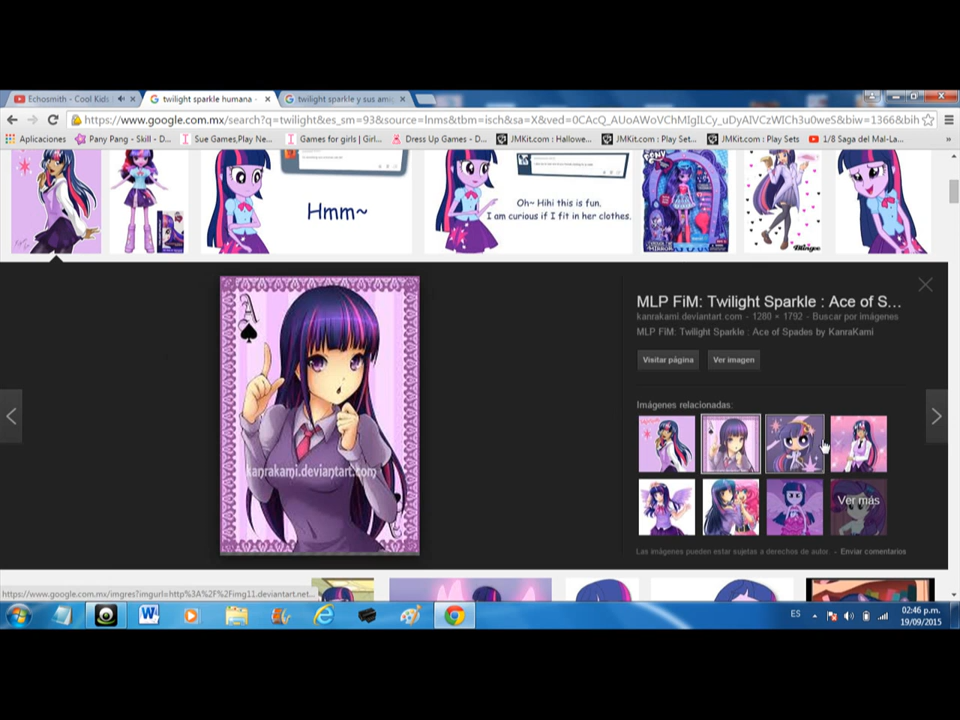 Echosmith - Cool Kids
twilight sparkle humana -
twilight sparkle y sus ami
https://www.google.com.mx/search?q=twilight&es_sm=93&source=lnms&tbm=isch&sa=X&ved=0CAcQ_AUoAWoVChMIgILC_uDyAIVCzWICh3u0weS&biw=1366&bih
Aplicaciones
Pany Pang - Skill - D...
Sue Games,Play Ne...
Games for girls | Girl...
Dress Up Games - D...
JMKit.com : Hallowe...
JMKit.com : Play Set...
JMKit.com : Play Sets
1/8 Saga del Mal-La...
Hmm~
Oh~ Hihi this is fun.
I am curious if I fit in her clothes.
A
kanrakami.deviantart.com
MLP FiM: Twilight Sparkle : Ace of S...
kanrakami.deviantart.com - 1280 × 1792 - Buscar por imágenes
MLP FiM: Twilight Sparkle : Ace of Spades by KanraKami
Visitar página
Ver imagen
Imágenes relacionadas:
Ver más
Las imágenes pueden estar sujetas a derechos de autor. - Enviar comentarios
https://www.google.com.mx/imgres?imgurl=http%3A%2F%2Fimg11.deviantart.net...
ES
02:46 p.m.
19/09/2015